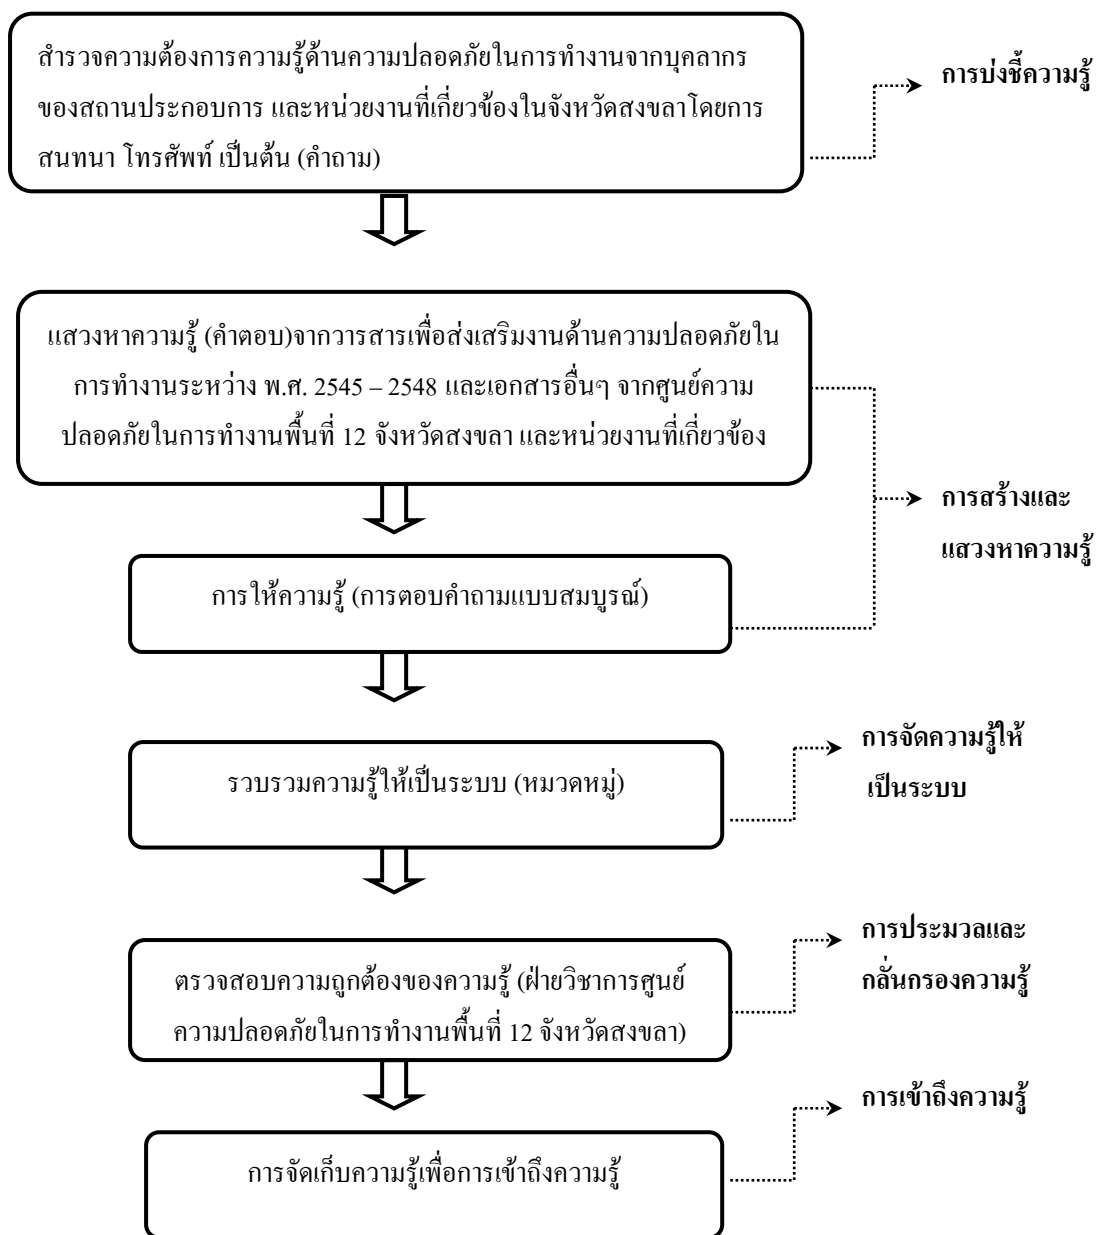 สำรวจความต้องการความรู้ด้านความปลอดภัยในการทำงานจากบุคลากร
ของสถานประกอบการ และหน่วยงานที่เกี่ยวข้องในจังหวัดสงขลาโดยการ
สนทนา โทรศัพท์ เป็นต้น (คำถาม)
การบ่งชี้ความรู้
แสวงหาความรู้ (คำตอบ)จากวารสารเพื่อส่งเสริมงานด้านความปลอดภัยใน
การทำงานระหว่าง พ.ศ. 2545 – 2548 และเอกสารอื่นๆ จากศูนย์ความ
ปลอดภัยในการทำงานพื้นที่ 12 จังหวัดสงขลา และหน่วยงานที่เกี่ยวข้อง
การสร้างและ
แสวงหาความรู้
การให้ความรู้ (การตอบคำถามแบบสมบูรณ์)
การจัดความรู้ให้
เป็นระบบ
รวบรวมความรู้ให้เป็นระบบ (หมวดหมู่)
การประมวลและ
กลั่นกรองความรู้
ตรวจสอบความถูกต้องของความรู้ (ฝ่ายวิชาการศูนย์
ความปลอดภัยในการทำงานพื้นที่ 12 จังหวัดสงขลา)
การเข้าถึงความรู้
การจัดเก็บความรู้เพื่อการเข้าถึงความรู้